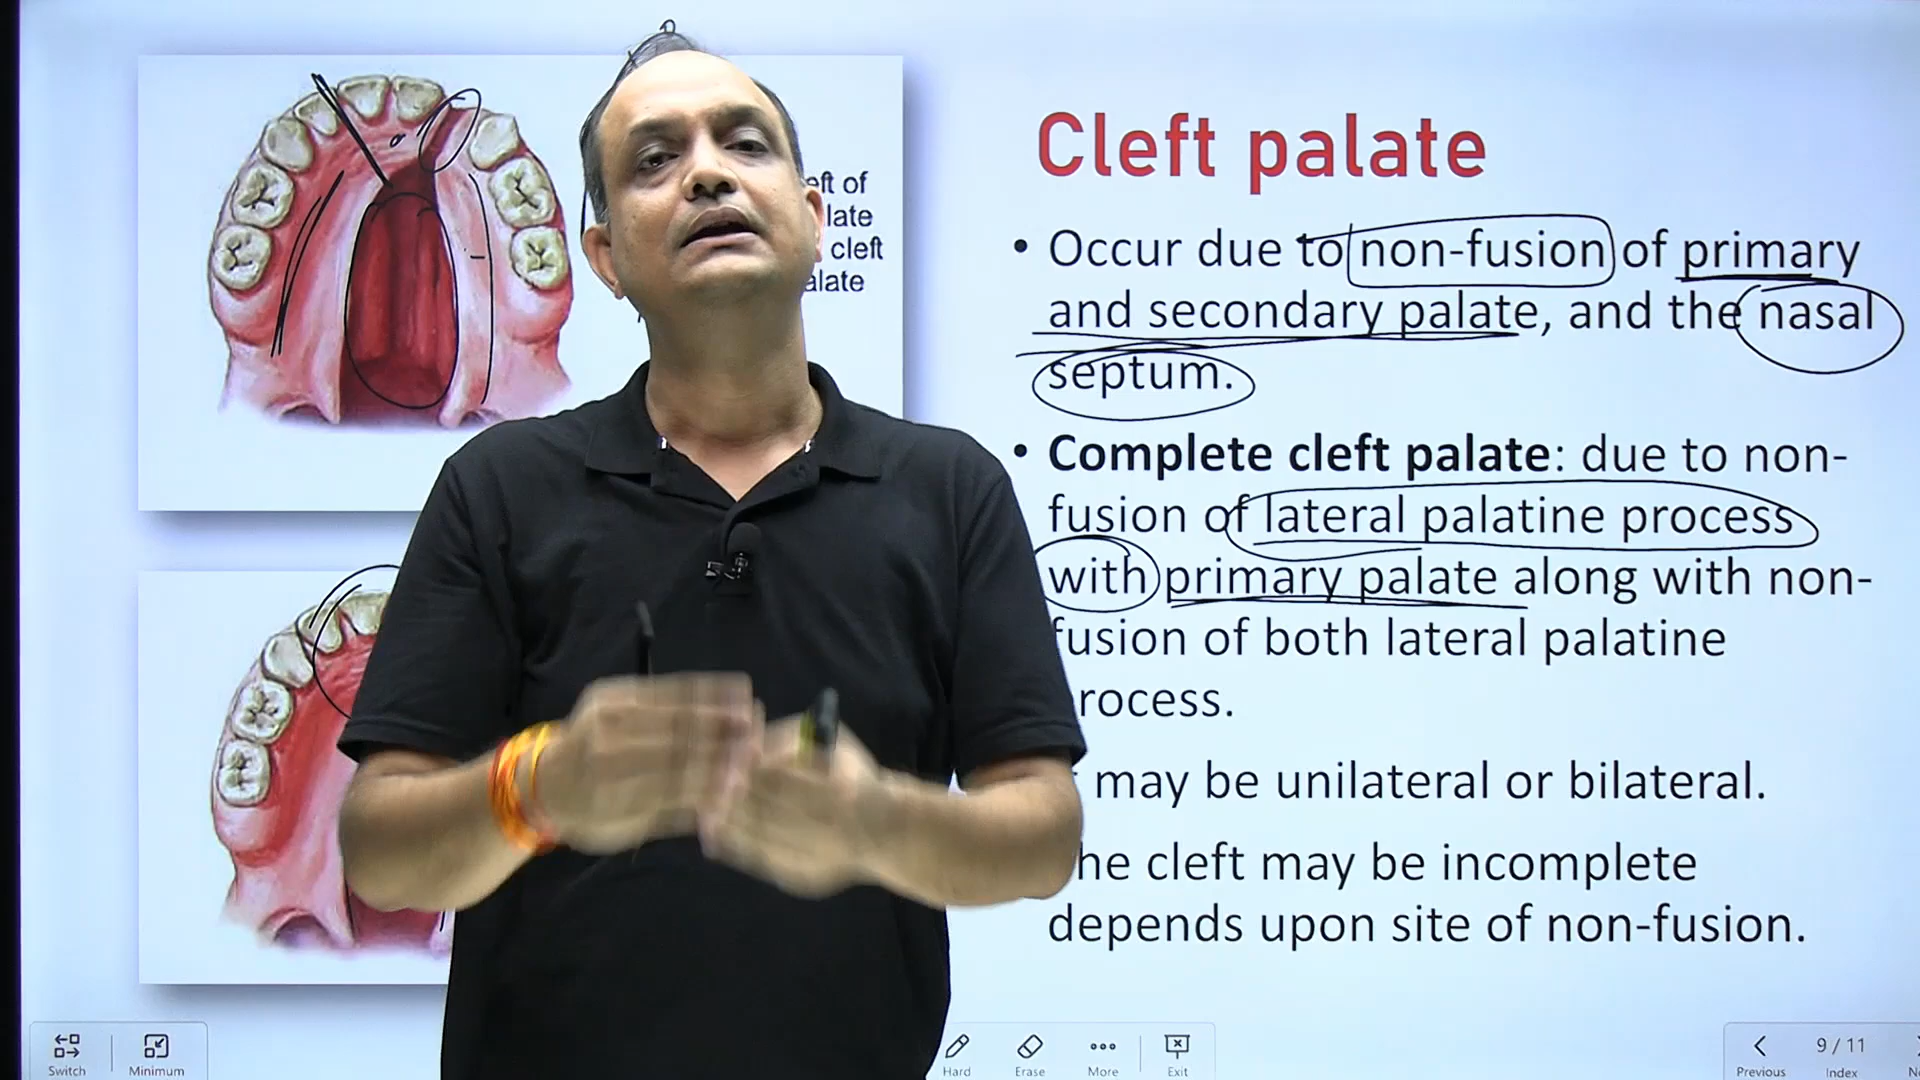 eft of
late
cleft
alate
Cleft palate
• Occur due to non-fusion of primary
and secondary palate, and the nasal
septum.
• Complete cleft palate: due to non-
fusion of lateral palatine process
with primary palate along with non-
fusion of both lateral palatine
rocess.
may be unilateral or bilateral.
he cleft may be incomplete
depends upon site of non-fusion.
Switch
Minimum
Hard
Erase
More
Exit
Previous
9 / 11
Index